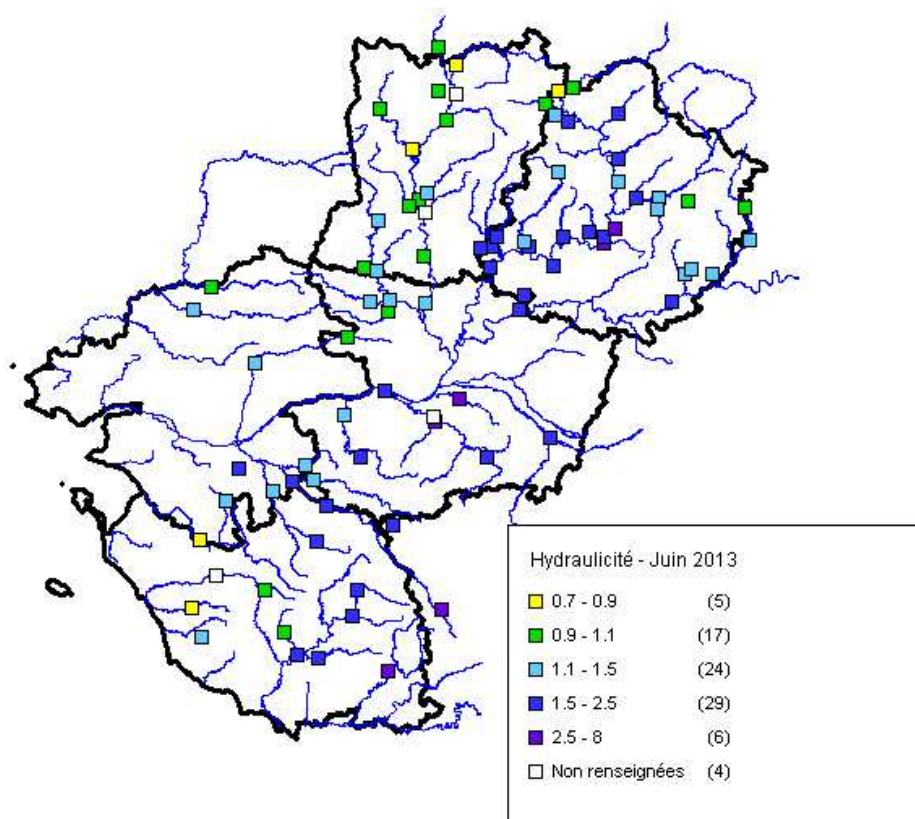 Hydraulicité - Juin 2013
0.7 - 0.9 (5)
0.9 - 1.1 (17)
1.1 - 1.5 (24)
1.5 - 2.5 (29)
2.5 - 8 (6)
Non renseignées (4)